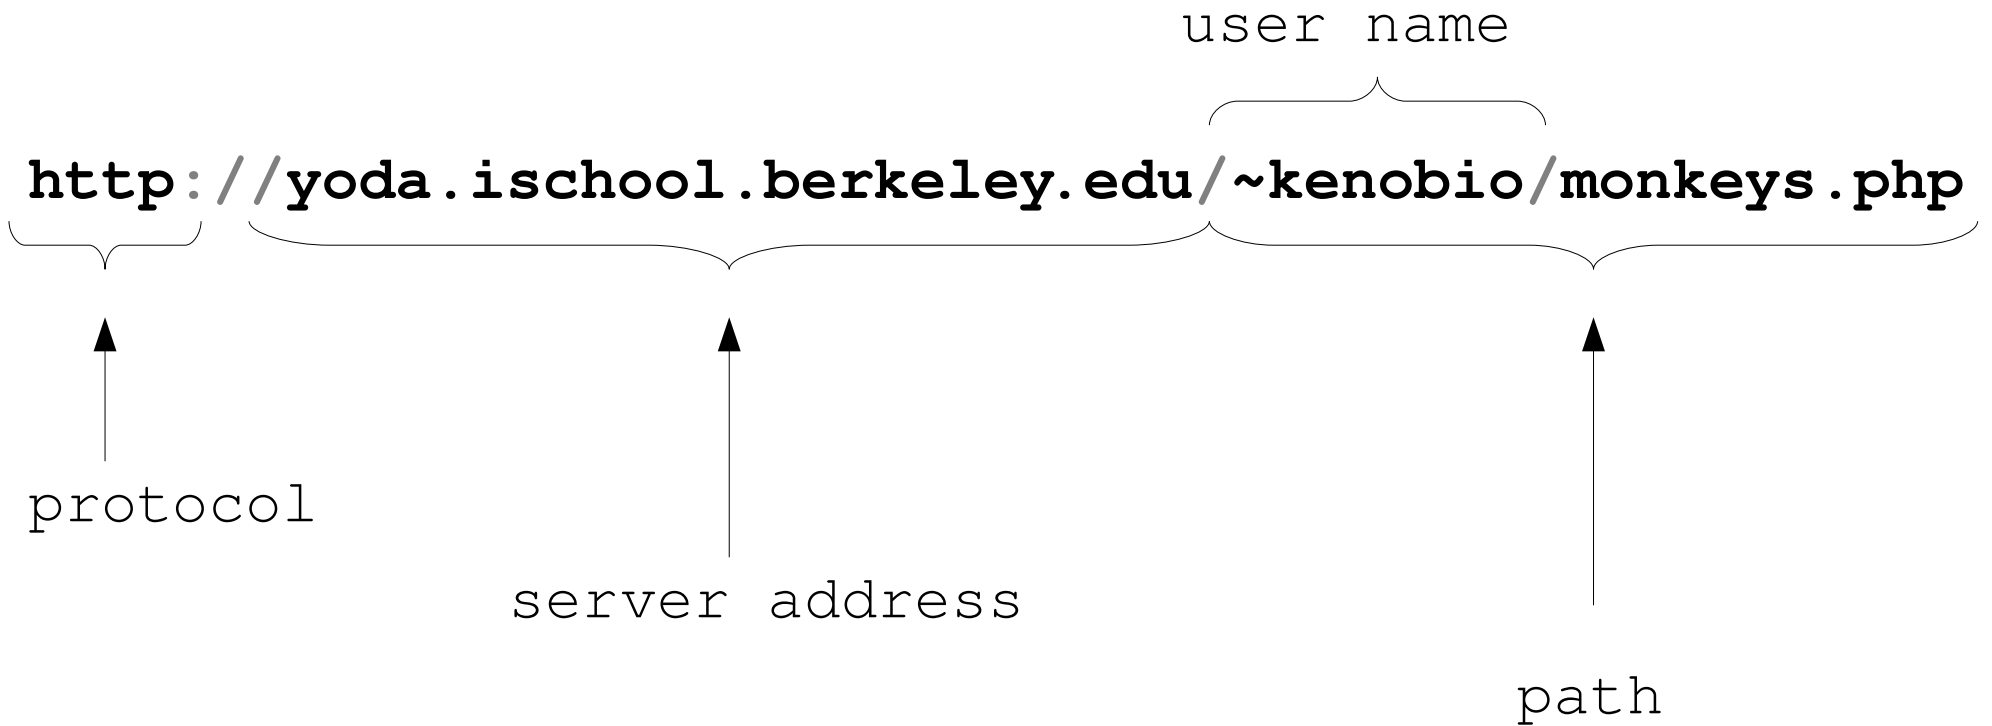 user name
http://yoda.ischool.berkeley.edu/~kenobio/monkeys.php
protocol
server address
path